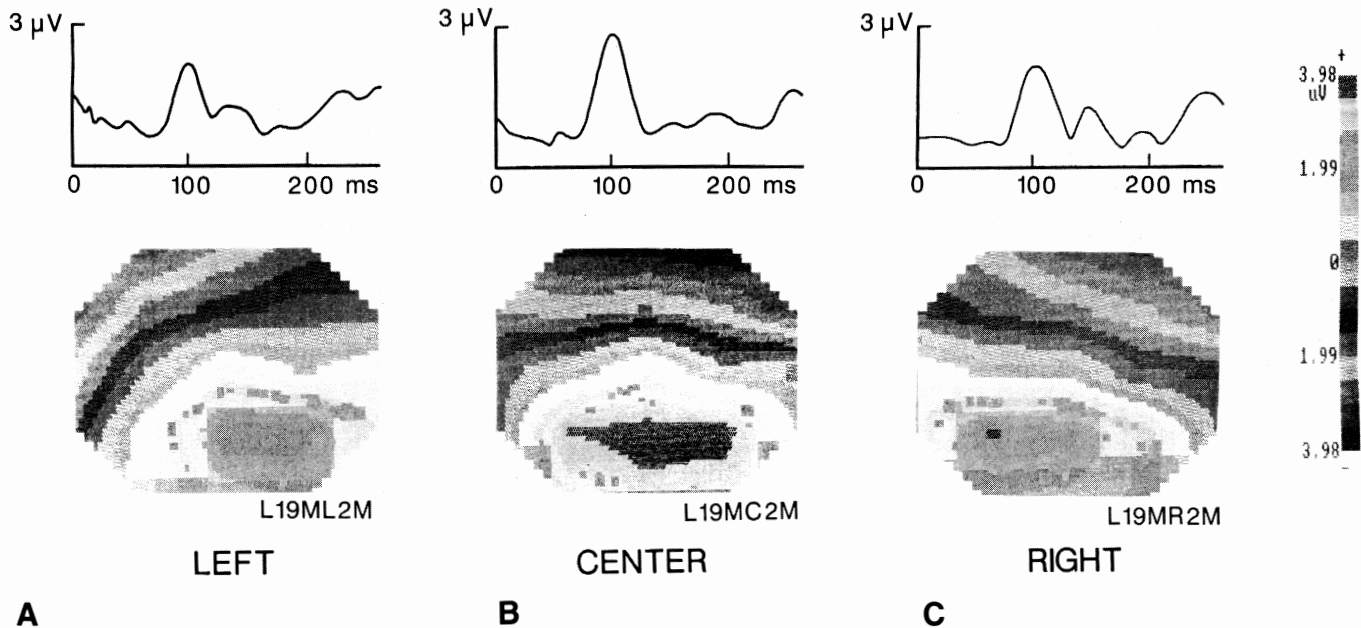 3 µV
0 100 200 ms
3 µV
0 100 200 ms
3 µV
0 100 200 ms
+
3.98
uV
1.99
0
1.99
3.98
−
L19ML2M
L19MC2M
L19MR2M
LEFT
CENTER
RIGHT
A
B
C